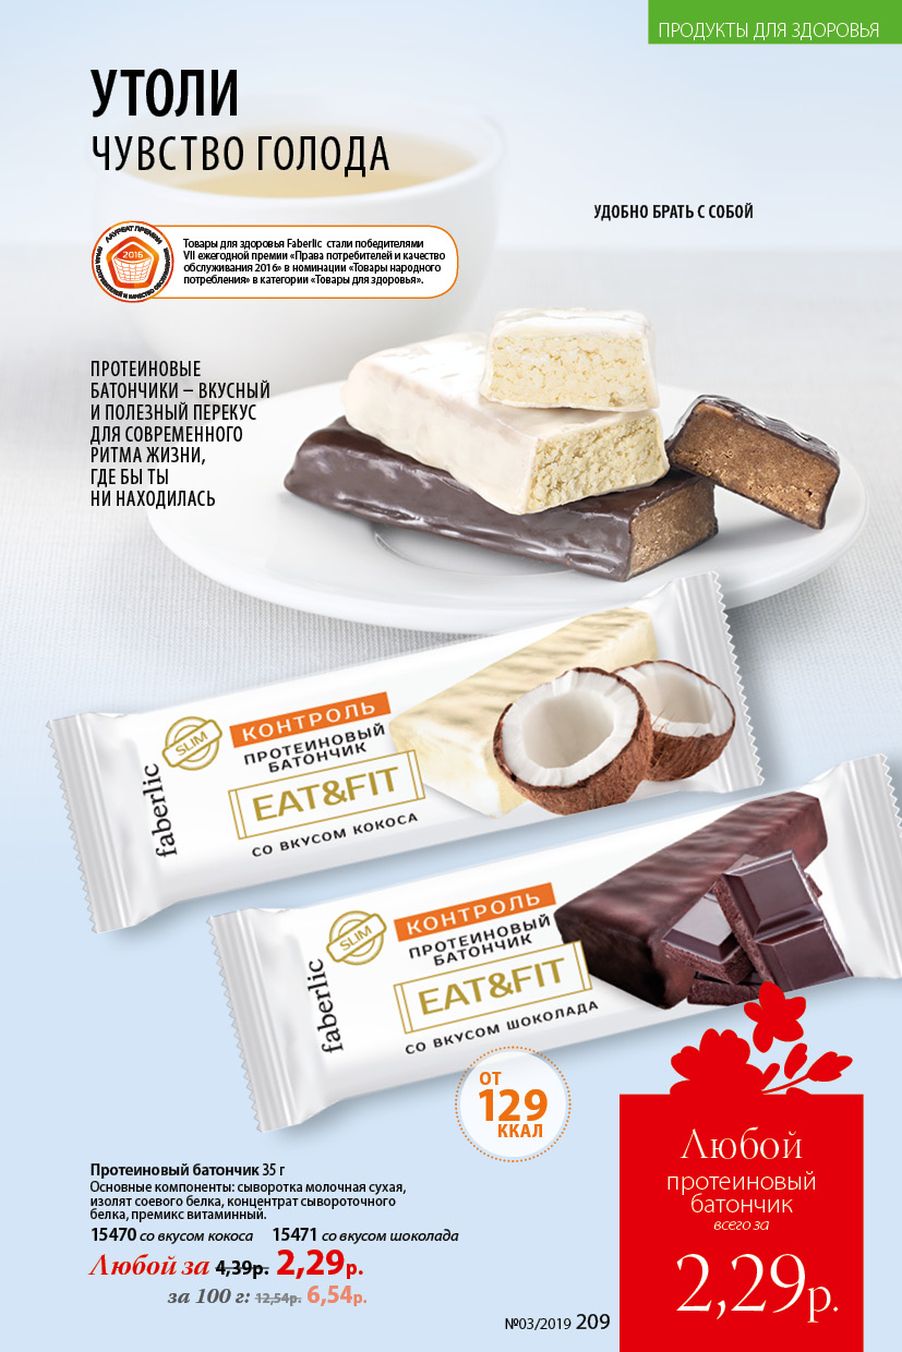 ПРОДУКТЫ ДЛЯ ЗДОРОВЬЯ
УТОЛИ
ЧУВСТВО ГОЛОДА
УДОБНО БРАТЬ С СОБОЙ
ЛАУРЕАТ ПРЕМИИ
2016
Товары для здоровья Faberlic стали победителями
VII ежегодной премии «Права потребителей и качество
обслуживания 2016» в номинации «Товары народного
потребления» в категории «Товары для здоровья».
ПРОТЕИНОВЫЕ
БАТОНЧИКИ – ВКУСНЫЙ
И ПОЛЕЗНЫЙ ПЕРЕКУС
ДЛЯ СОВРЕМЕННОГО
РИТМА ЖИЗНИ,
ГДЕ БЫ ТЫ
НИ НАХОДИЛАСЬ
faberlic
SLIM
КОНТРОЛЬ
ПРОТЕИНОВЫЙ
БАТОНЧИК
EAT&FIT
СО ВКУСОМ КОКОСА
faberlic
SLIM
КОНТРОЛЬ
ПРОТЕИНОВЫЙ
БАТОНЧИК
EAT&FIT
СО ВКУСОМ ШОКОЛАДА
ОТ
129
ККАЛ
Протеиновый батончик 35 г
Основные компоненты: сыворотка молочная сухая,
изолят соевого белка, концентрат сывороточного
белка, премикс витаминный.
15470 со вкусом кокоса 15471 со вкусом шоколада
Любой за 4,39р. 2,29р.
за 100 г: 12,54р. 6,54р.
Любой
протеиновый
батончик
всего за
2,29р.
№03/2019 209